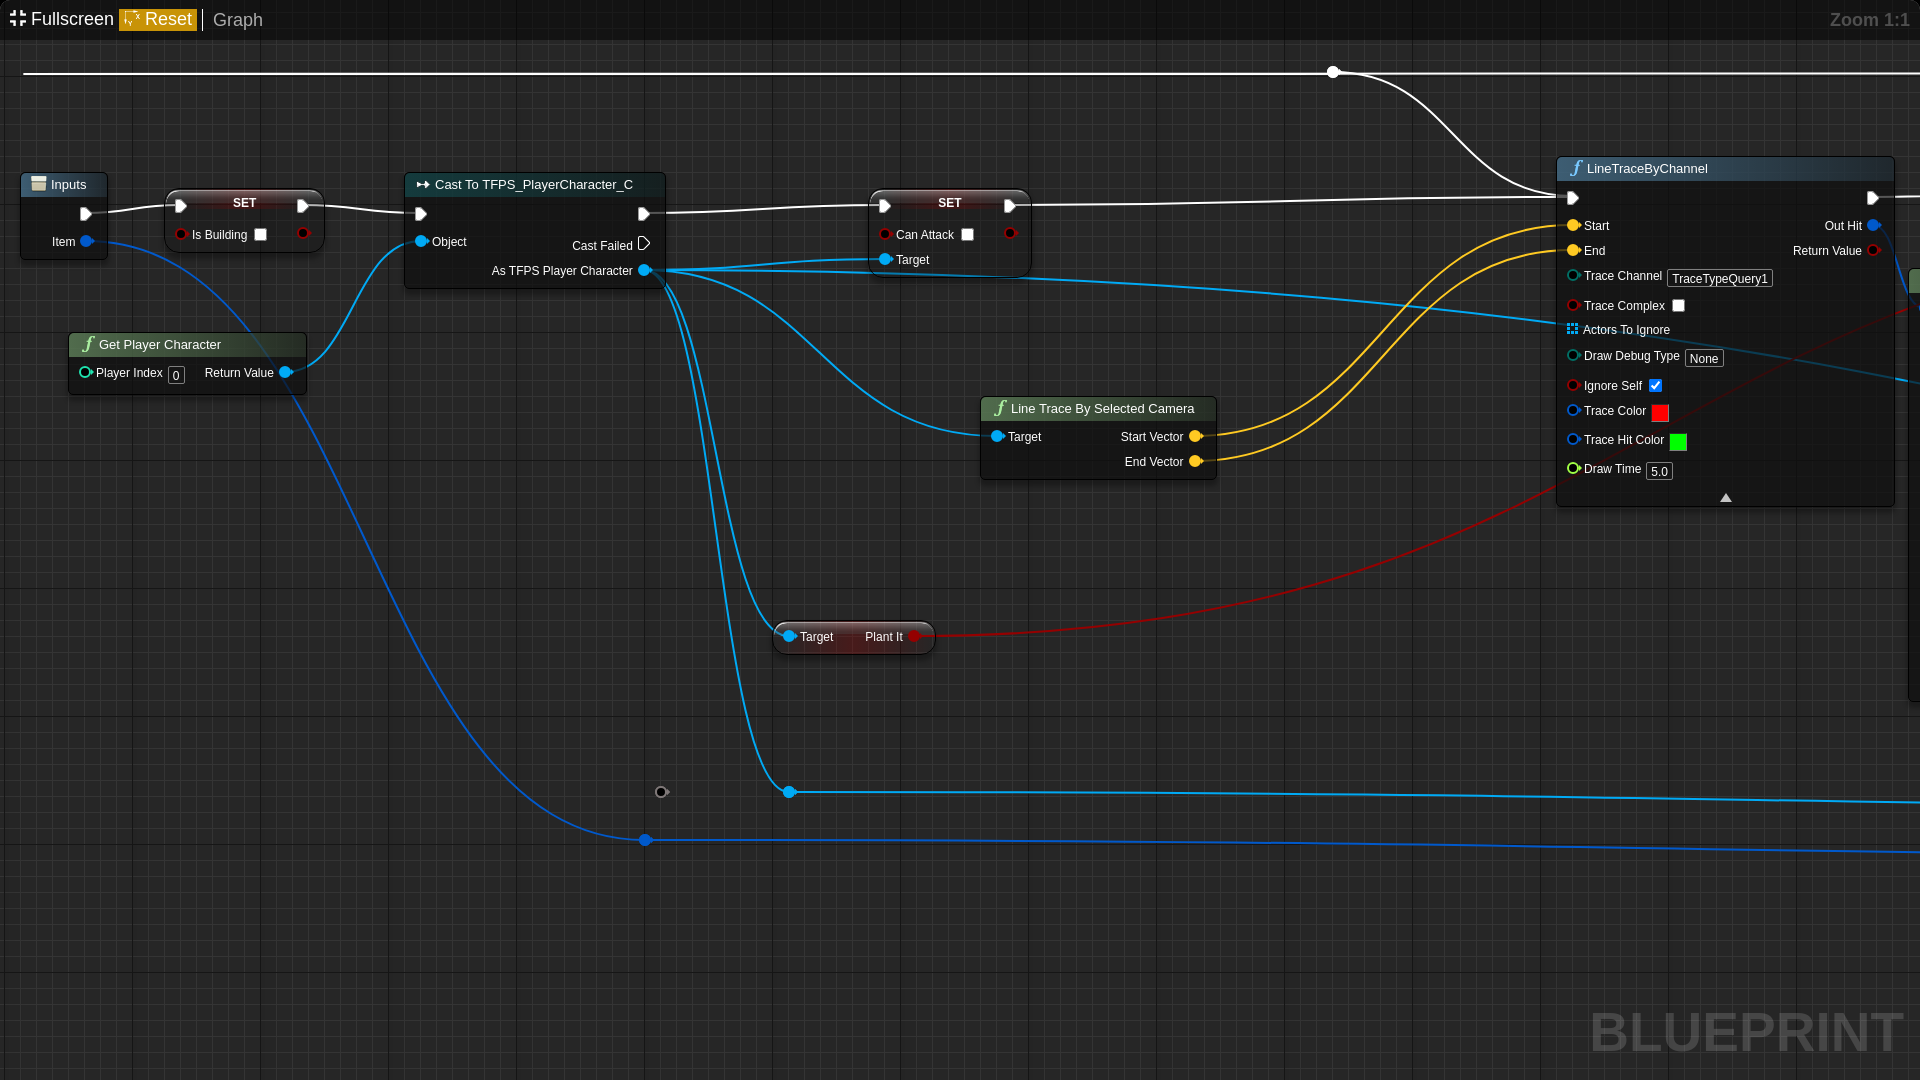 Fullscreen Reset Graph
Zoom 1:1
Inputs
Item
SET
Is Building
Cast To TFPS_PlayerCharacter_C
Object
Cast Failed
As TFPS Player Character
SET
Can Attack
Target
LineTraceByChannel
Start
Out Hit
End
Return Value
Trace Channel TraceTypeQuery1
Trace Complex
Actors To Ignore
Draw Debug Type None
Ignore Self
Trace Color
Trace Hit Color
Draw Time 5.0
Get Player Character
Player Index 0 Return Value
Line Trace By Selected Camera
Target Start Vector
End Vector
Target Plant It
BLUEPRINT